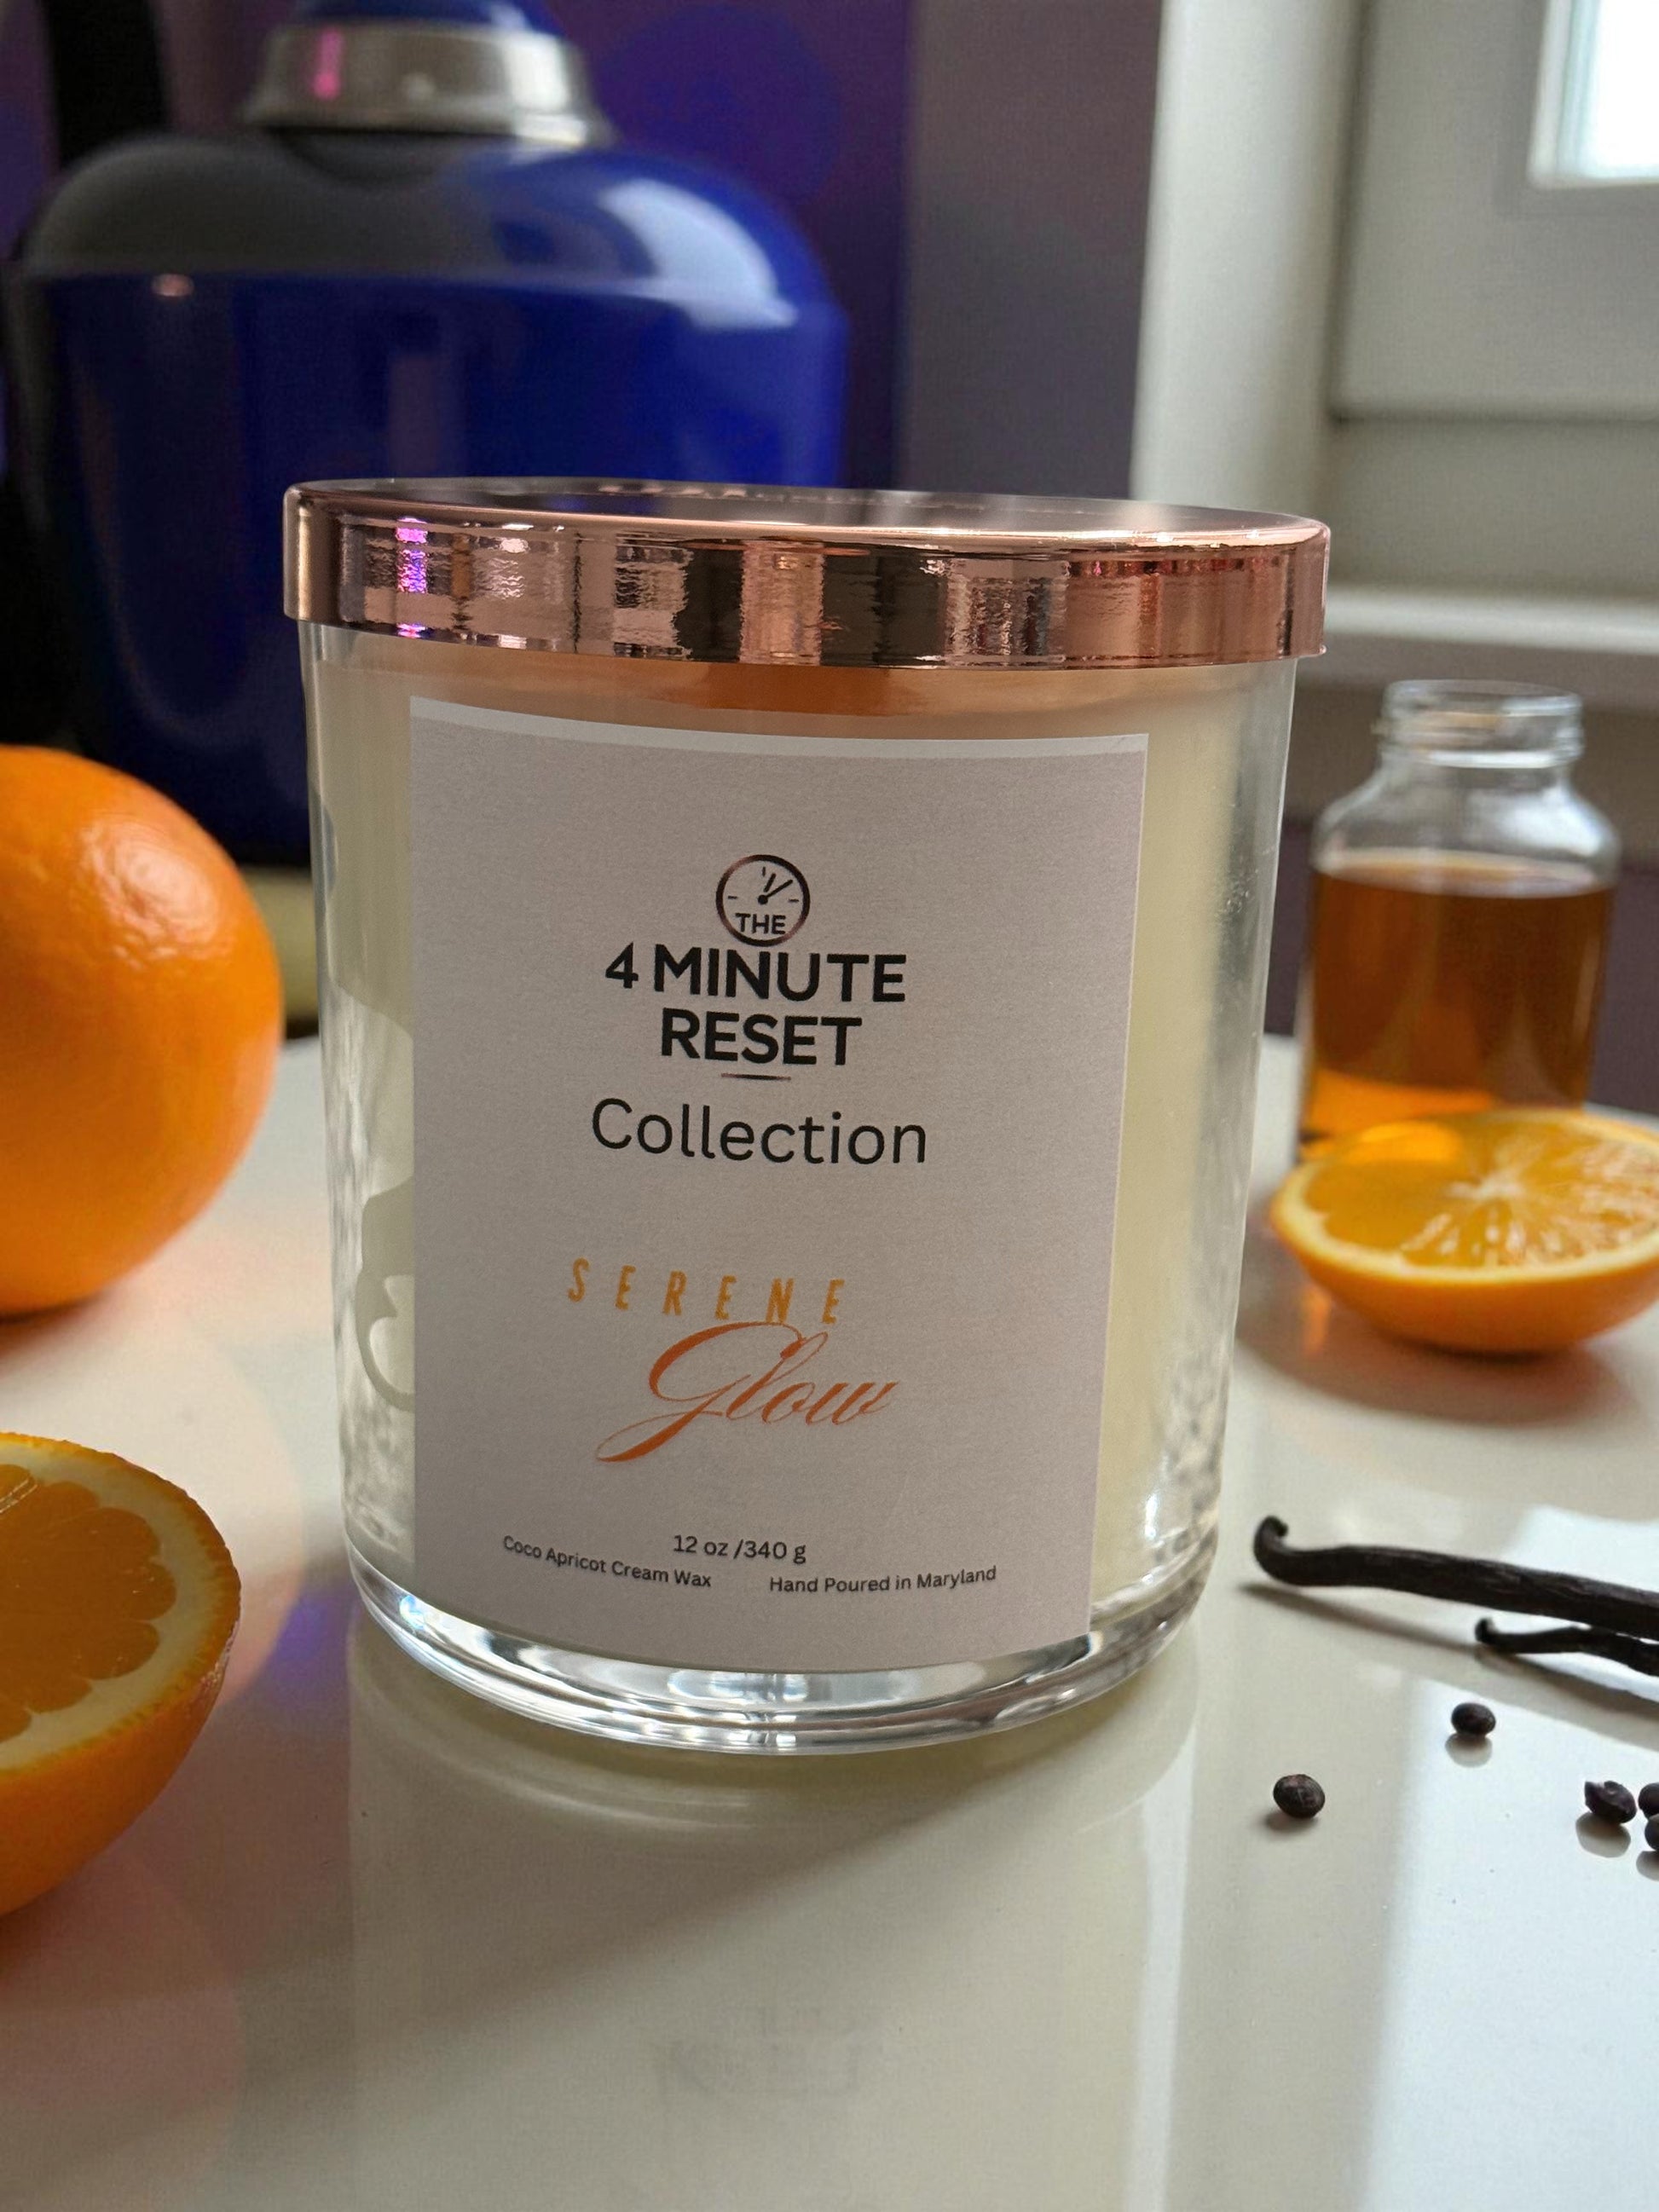 THE
4 MINUTE
RESET
Collection
SERENE
Glow
12 oz /340 g
Coco Apricot Cream Wax
Hand Poured in Maryland